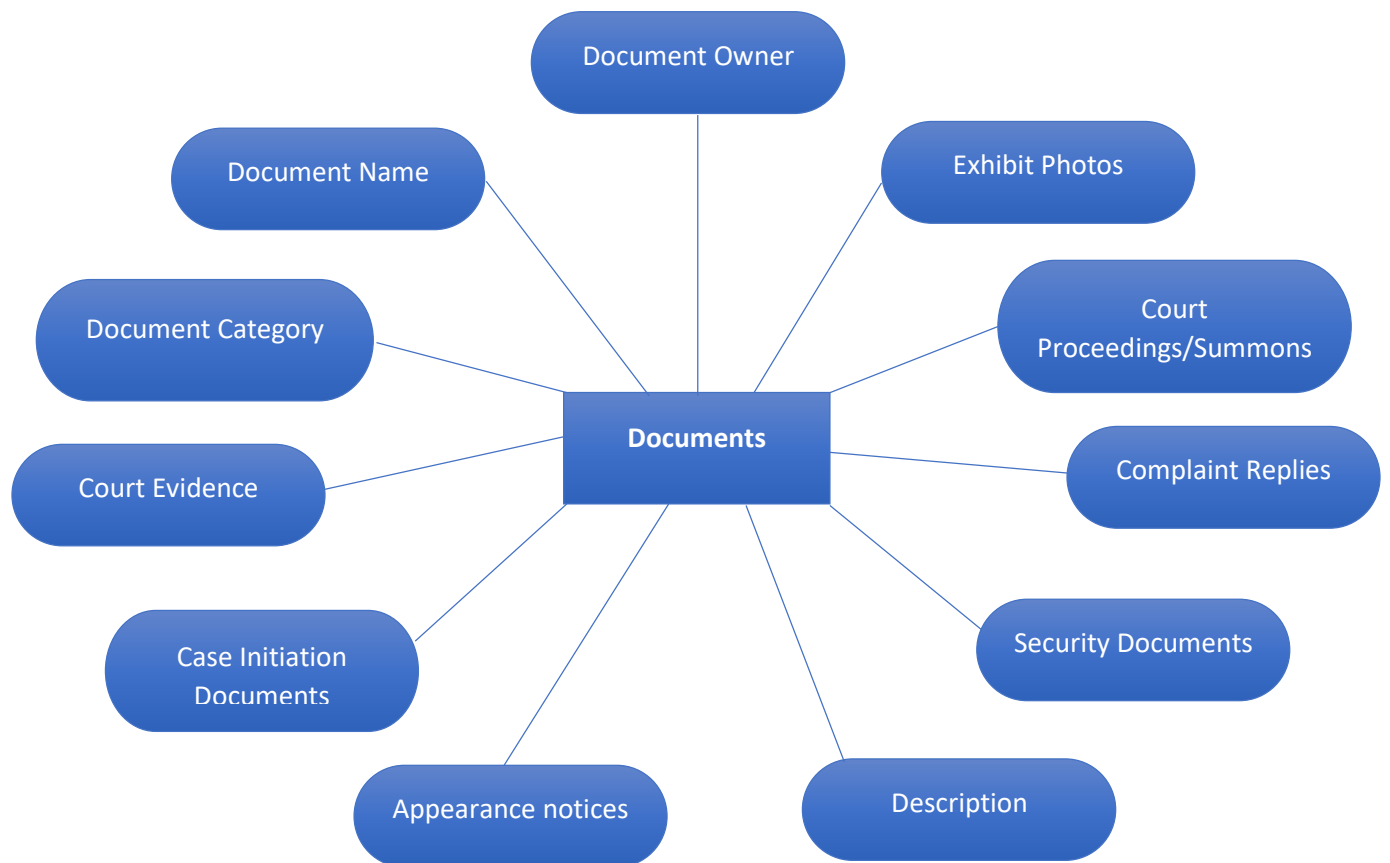 Document Owner
Document Name
Exhibit Photos
Court
Proceedings/Summons
Document Category
Documents
Court Evidence
Complaint Replies
Case Initiation
Documents
Security Documents
Appearance notices
Description